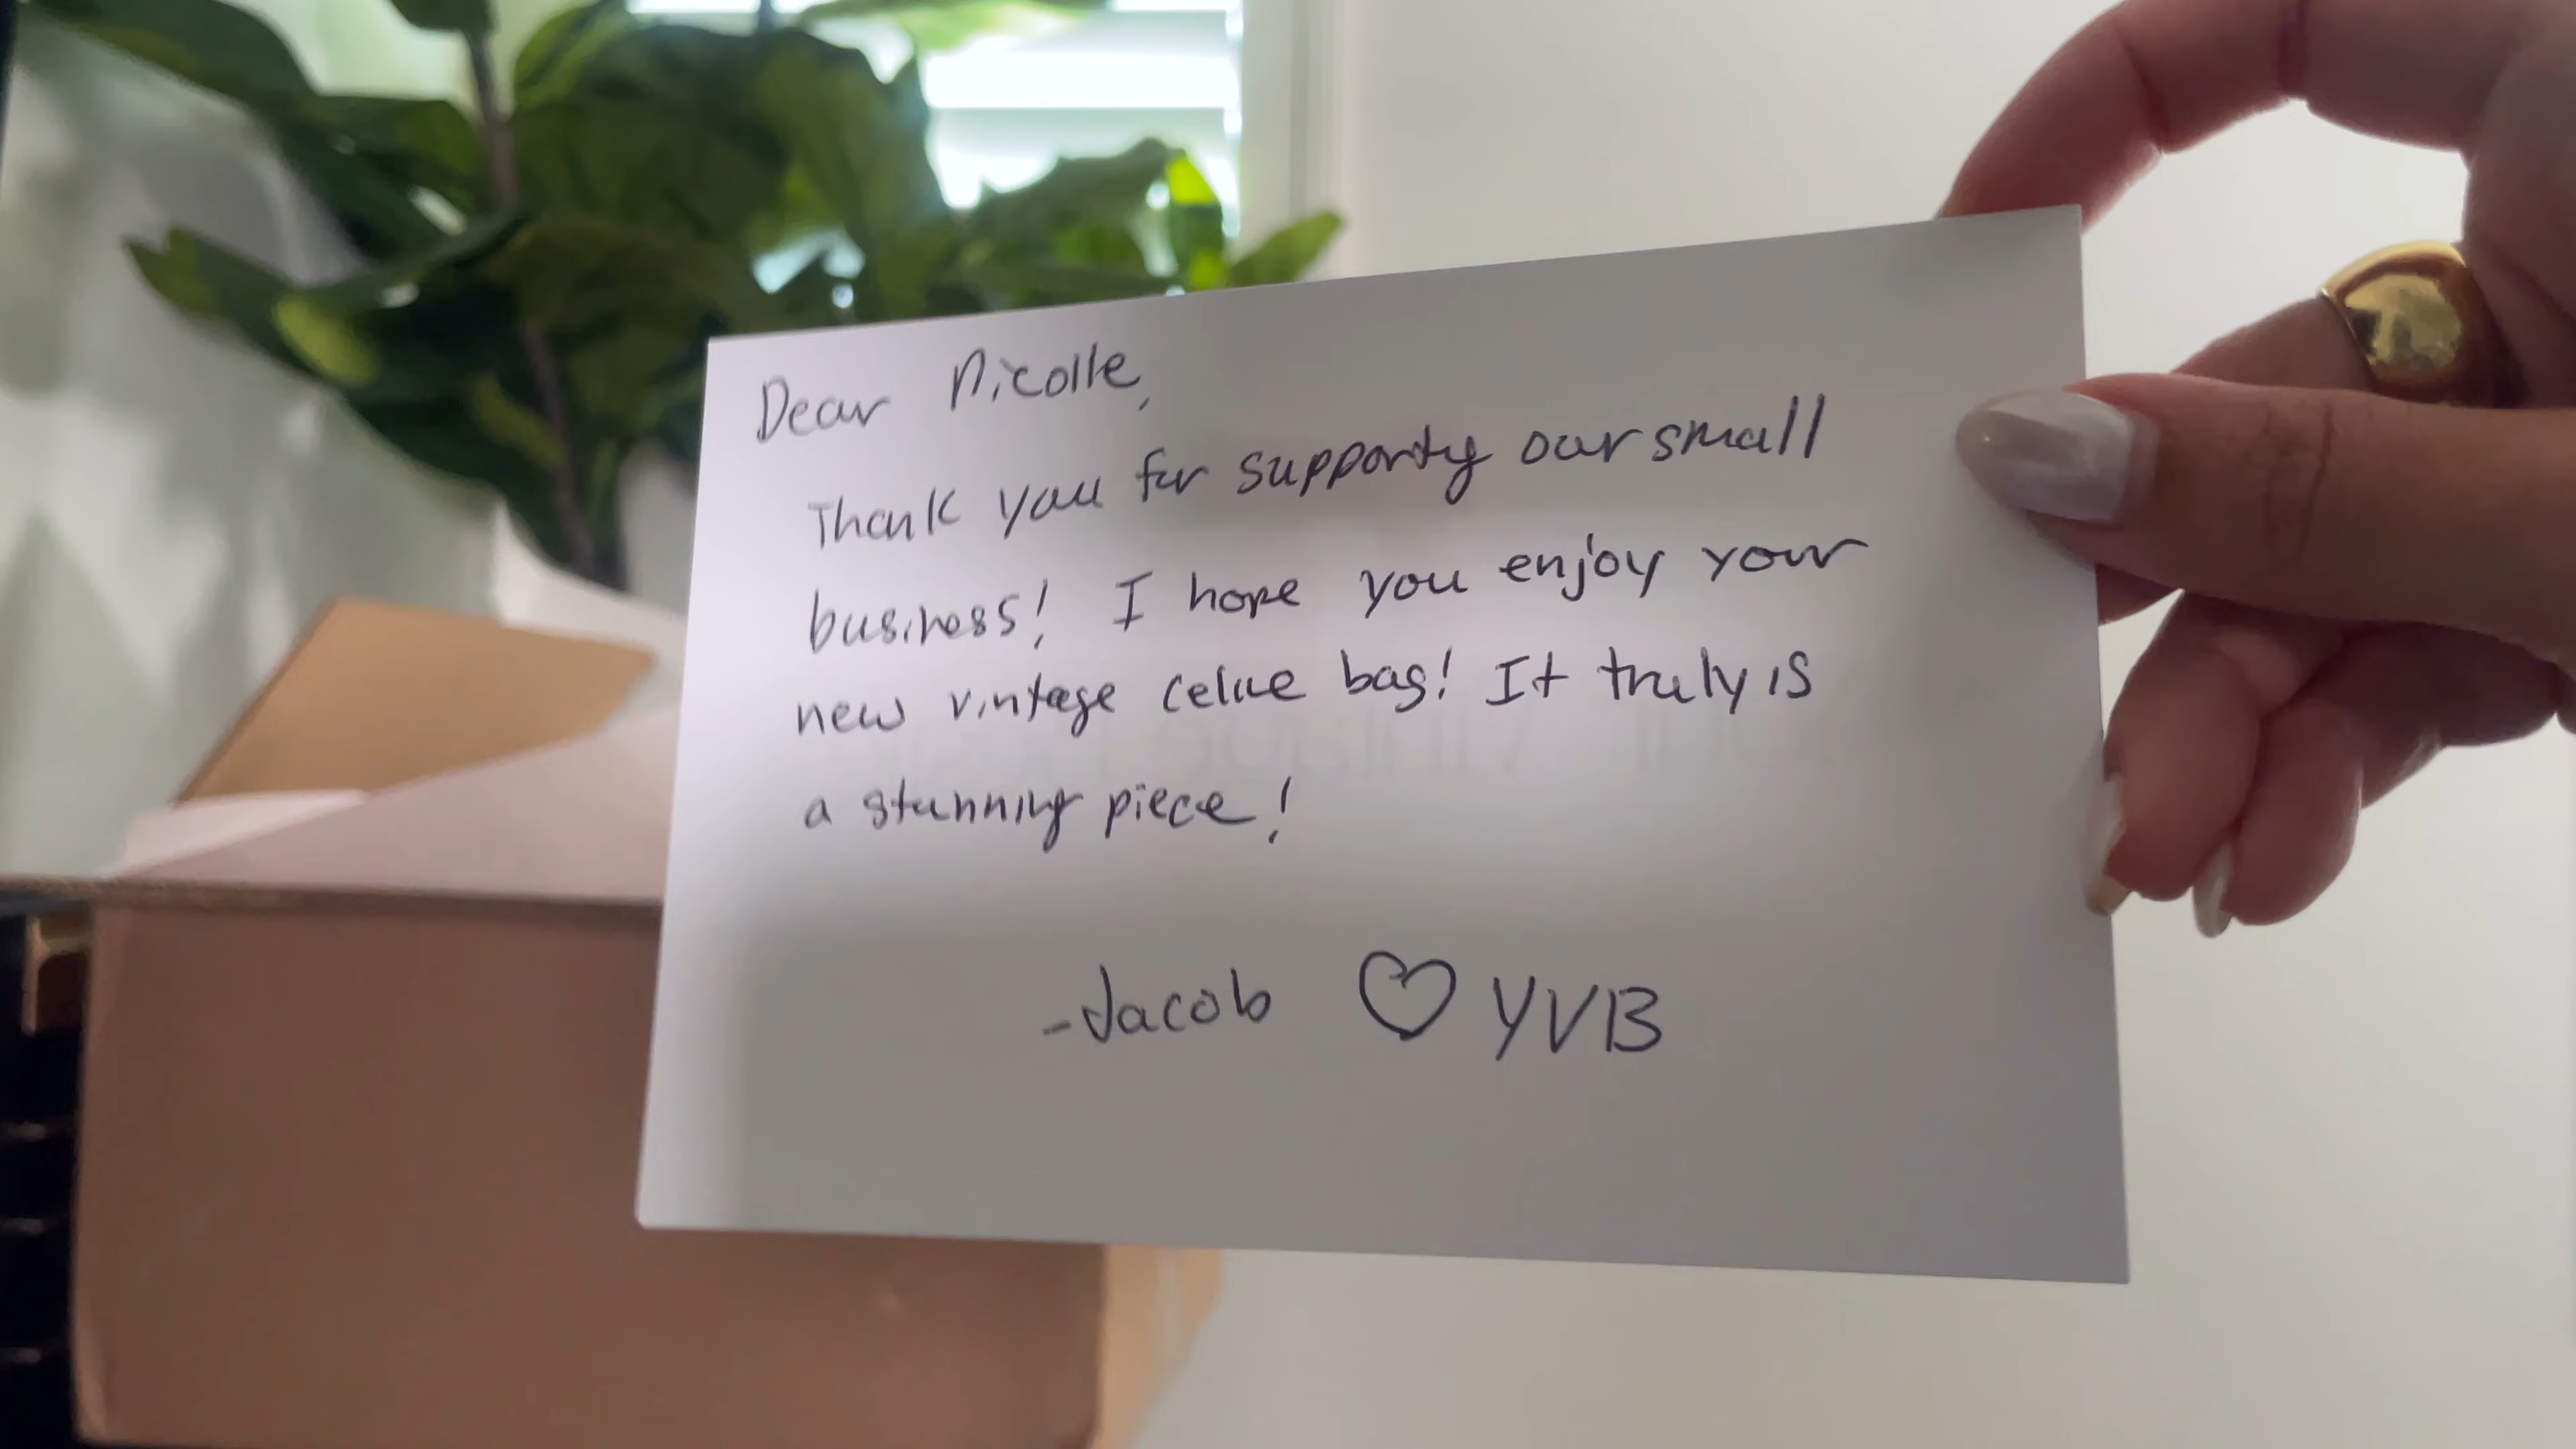 Dear Nicolle,
Thank you for supporting our small
business! I hope you enjoy your
new vintage celine bag! It truly is
a stunning piece!
-Jacob ♡ YVB